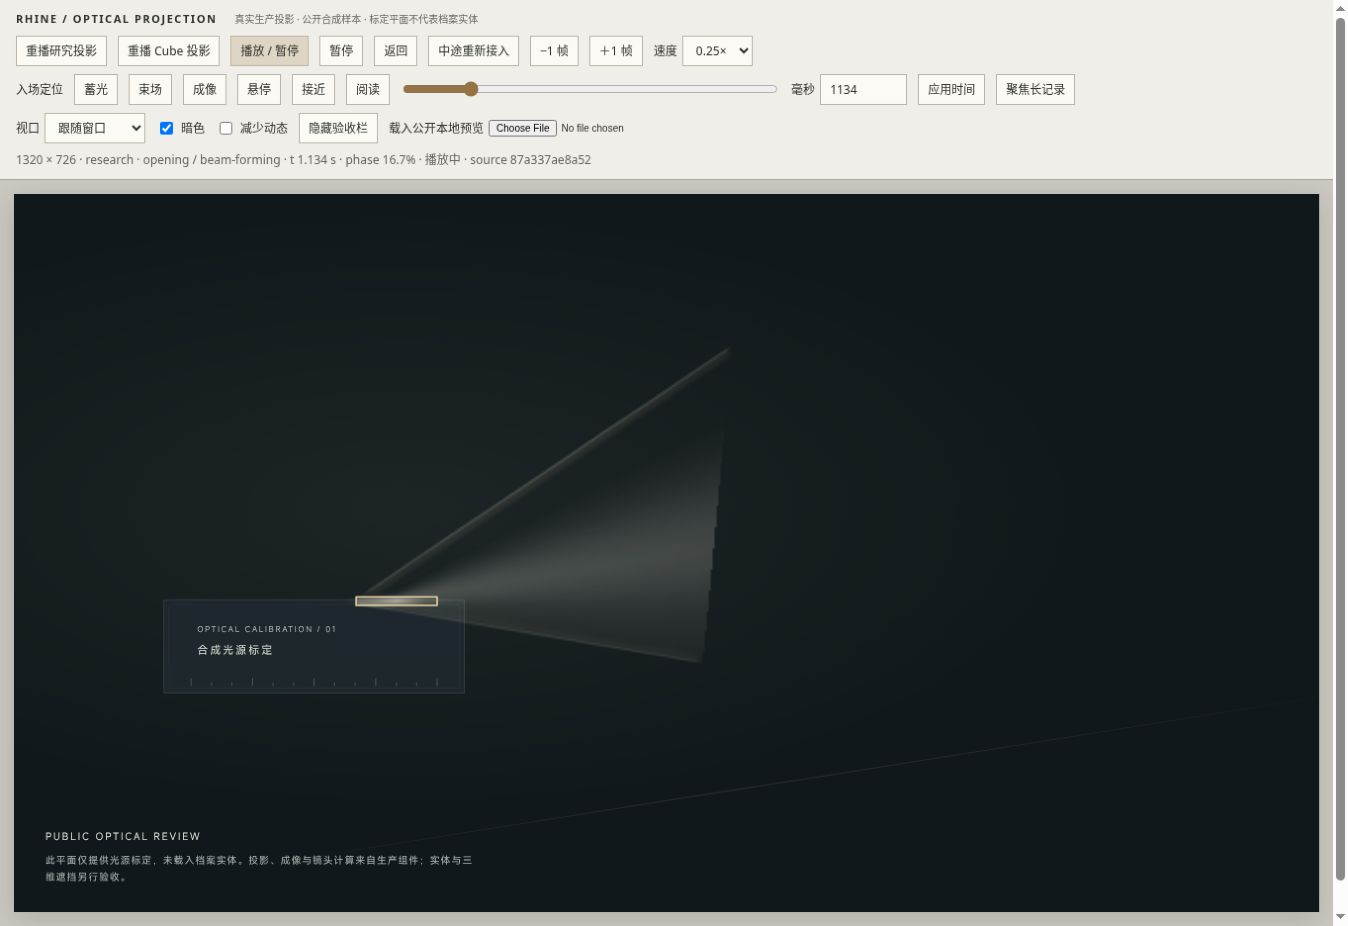 RHINE / OPTICAL PROJECTION 真实生产投影 · 公开合成样本 · 标定平面不代表档案实体
重播研究投影 重播 Cube 投影 播放 / 暂停 暂停 返回 中途重新接入 −1 帧 ＋1 帧 速度 0.25×
入场定位 蓄光 束场 成像 悬停 接近 阅读 毫秒 1134 应用时间 聚焦长记录
视口 跟随窗口 暗色 减少动态 隐藏验收栏 载入公开本地预览 Choose File No file chosen
1320 × 726 · research · opening / beam-forming · t 1.134 s · phase 16.7% · 播放中 · source 87a337ae8a52
OPTICAL CALIBRATION / 01
合成光源标定
PUBLIC OPTICAL REVIEW
此平面仅提供光源标定，未载入档案实体。投影、成像与镜头计算来自生产组件；实体与三
维遮挡另行验收。